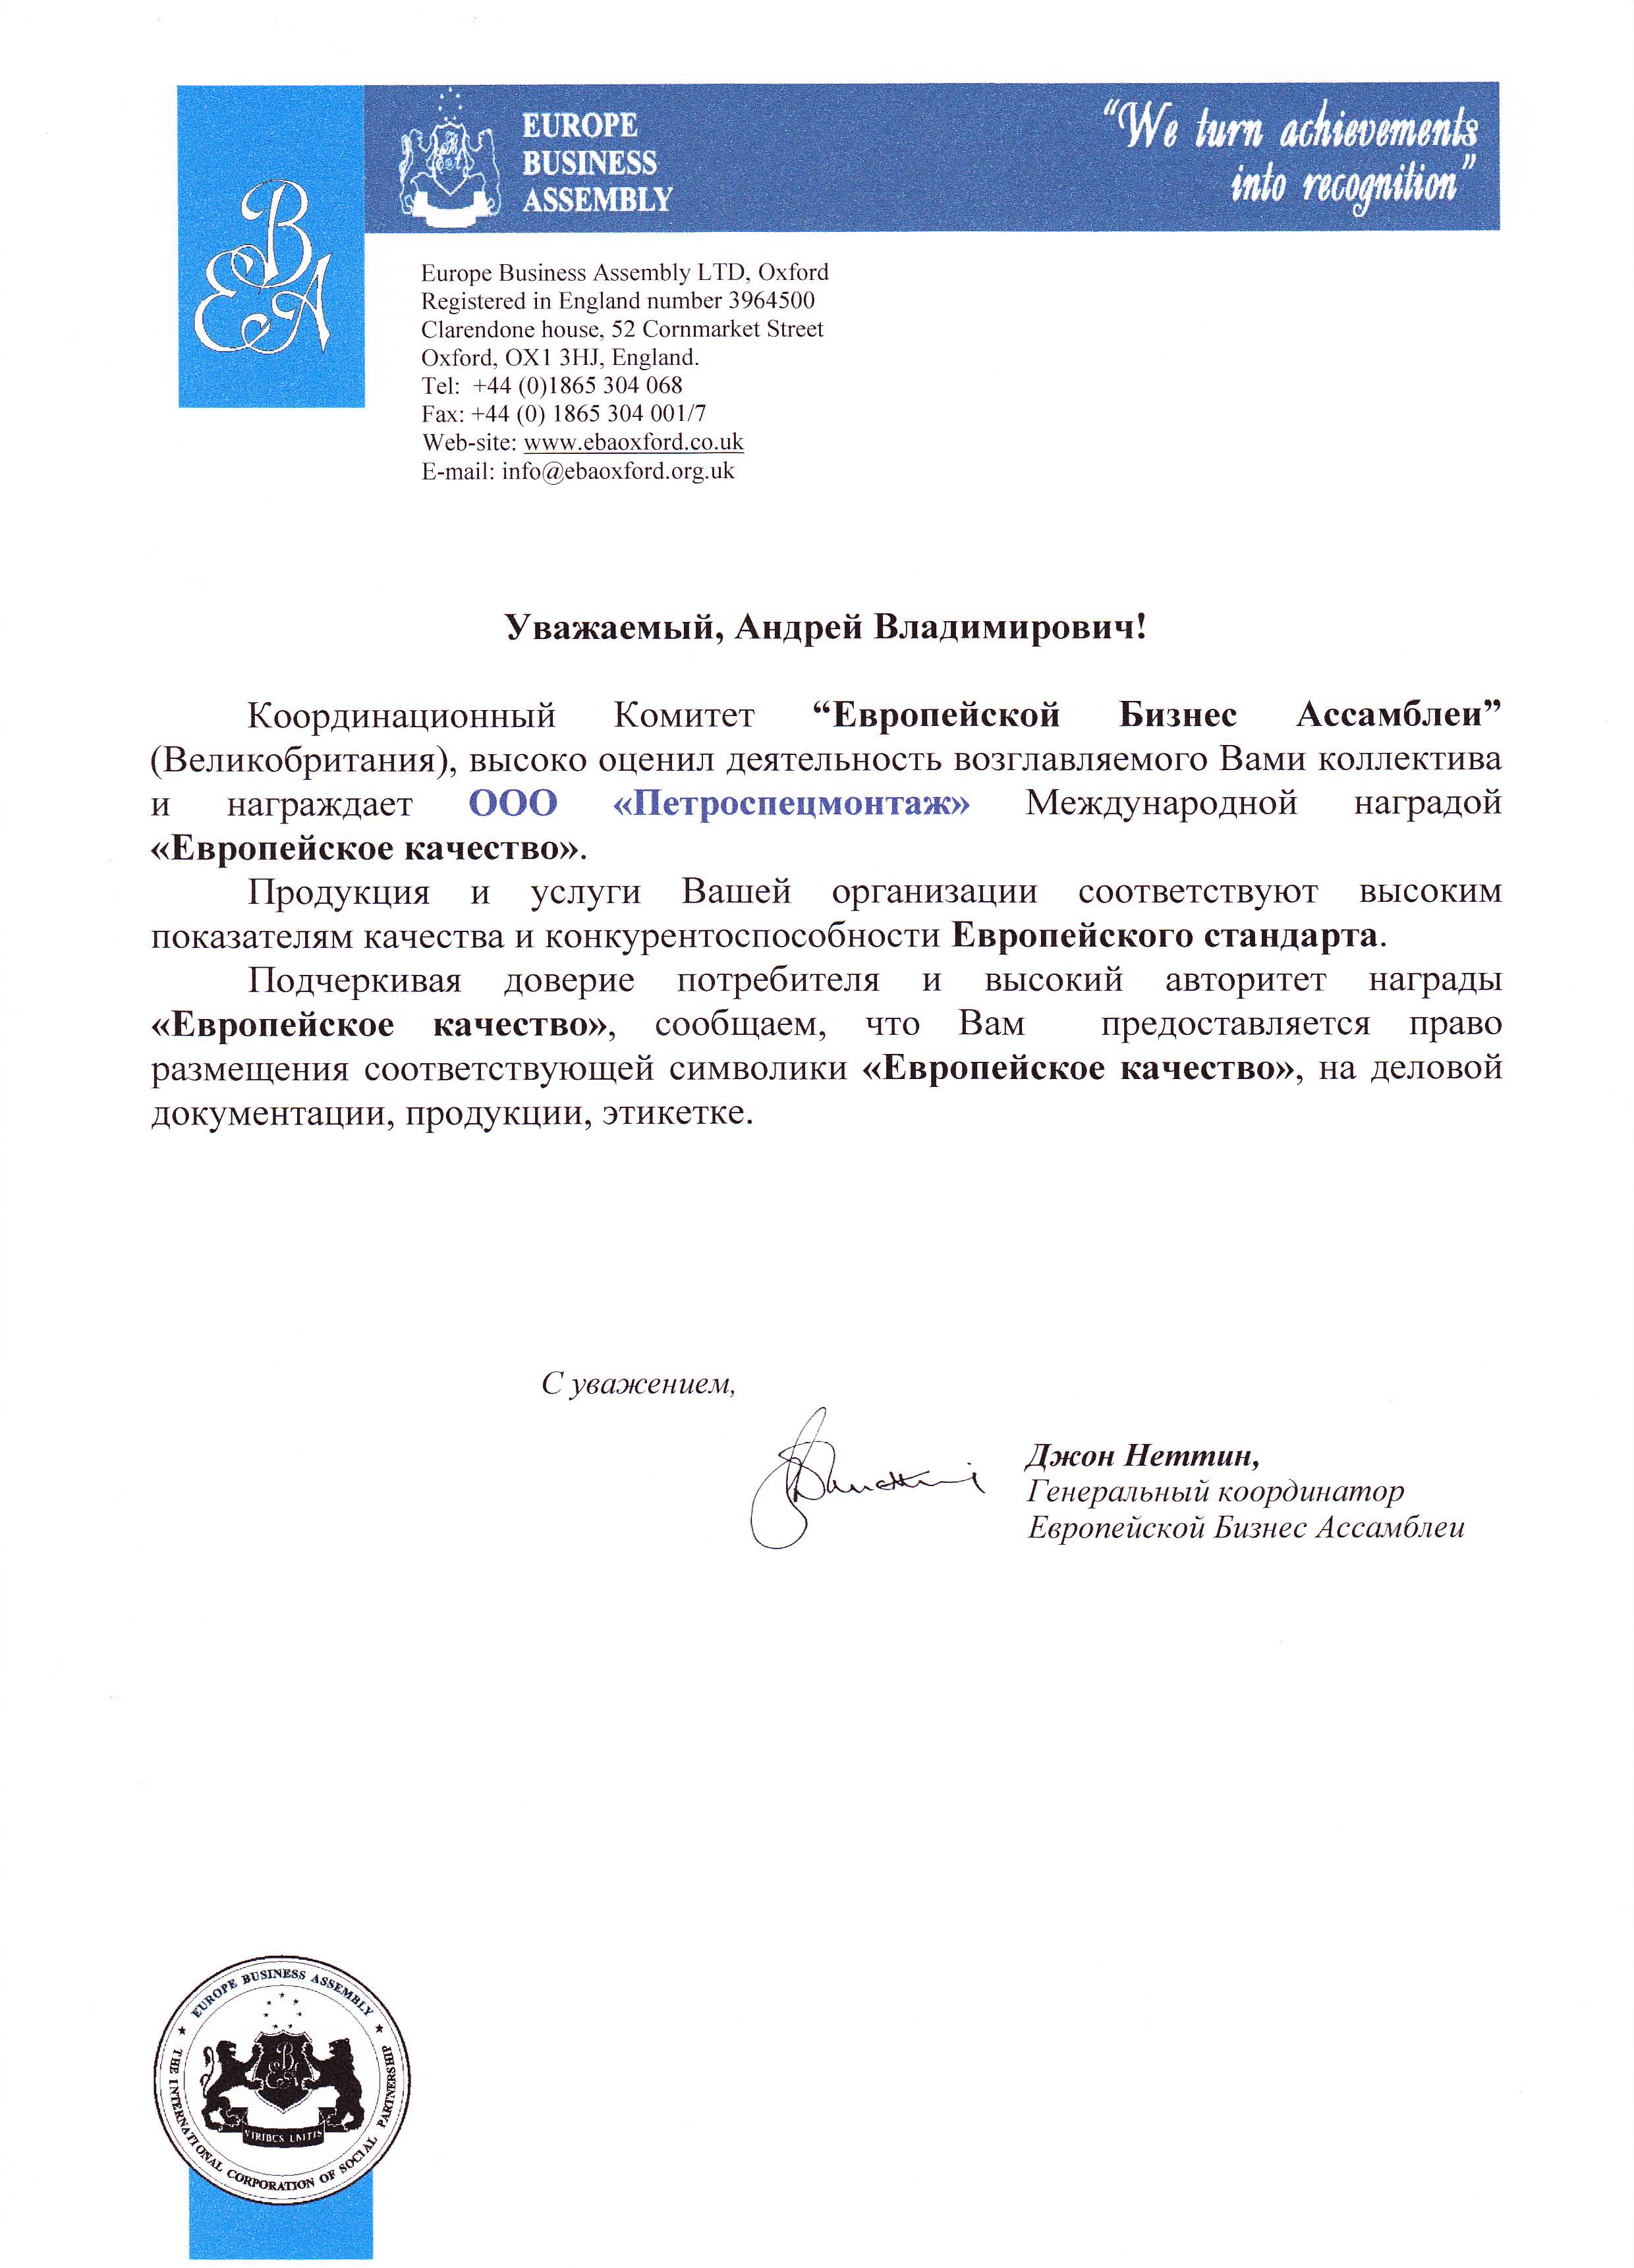 EUROPE
BUSINESS
ASSEMBLY
“We turn achievements
into recognition”
BEA
Europe Business Assembly LTD, Oxford
Registered in England number 3964500
Clarendone house, 52 Cornmarket Street
Oxford, OX1 3HJ, England.
Tel: +44 (0)1865 304 068
Fax: +44 (0) 1865 304 001/7
Web-site: www.ebaoxford.co.uk
E-mail: info@ebaoxford.org.uk
Уважаемый, Андрей Владимирович!
Координационный Комитет “Европейской Бизнес Ассамблеи”
(Великобритания), высоко оценил деятельность возглавляемого Вами коллектива
и награждает ООО «Петроспецмонтаж» Международной наградой
«Европейское качество».
Продукция и услуги Вашей организации соответствуют высоким
показателям качества и конкурентоспособности Европейского стандарта.
Подчеркивая доверие потребителя и высокий авторитет награды
«Европейское качество», сообщаем, что Вам предоставляется право
размещения соответствующей символики «Европейское качество», на деловой
документации, продукции, этикетке.
С уважением,
Джон Неттин,
Генеральный координатор
Европейской Бизнес Ассамблеи
EUROPE BUSINESS ASSEMBLY
THE INTERNATIONAL CORPORATION OF SOCIAL PARTNERSHIP
BEA
VIRIBUS UNITIS